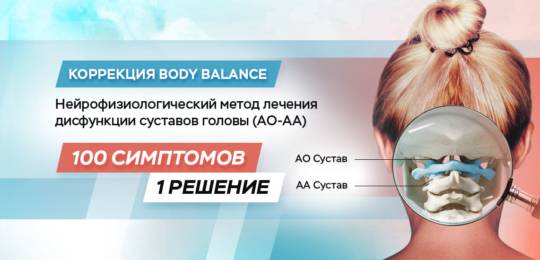 КОРРЕКЦИЯ BODY BALANCE
Нейрофизиологический метод лечения
дисфункции суставов головы (АО-АА)
100 СИМПТОМОВ
1 РЕШЕНИЕ
АО Сустав
АА Сустав